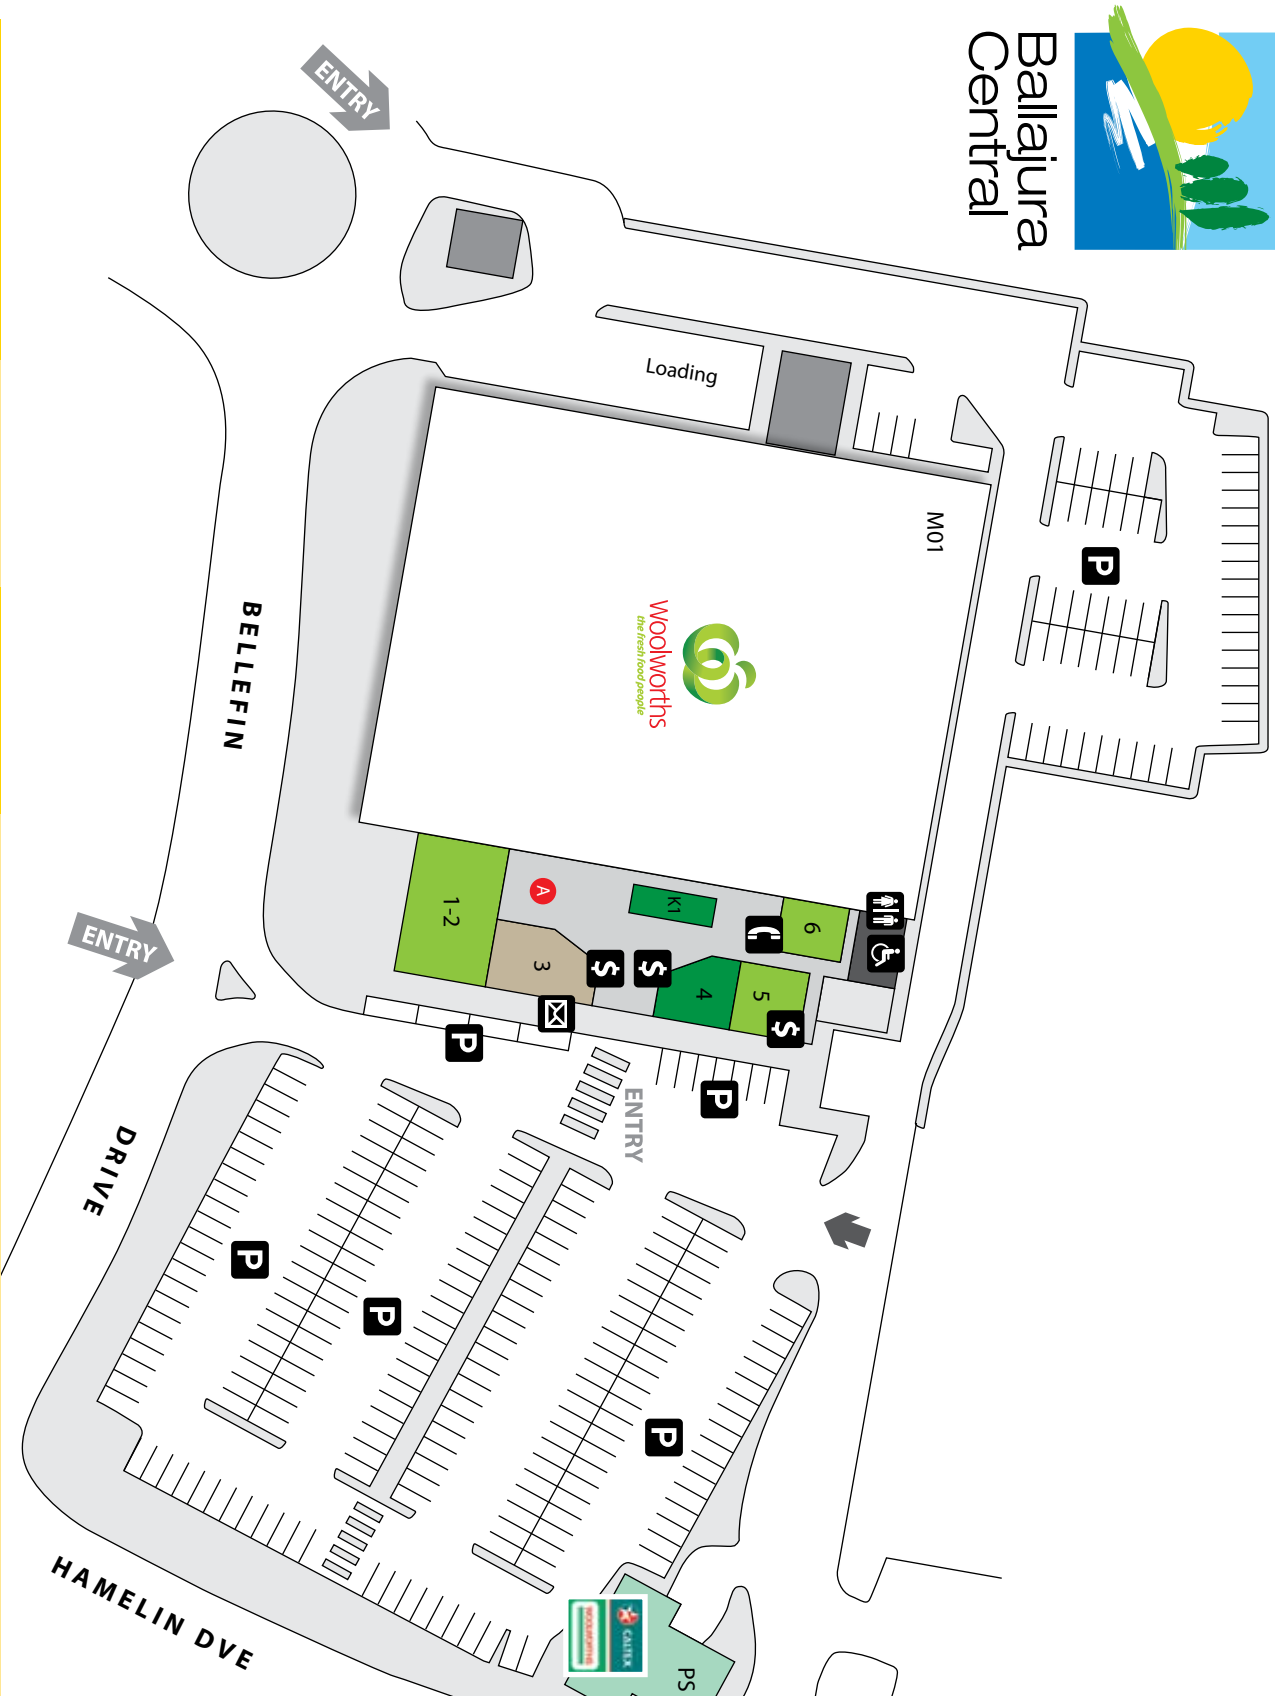 Ballajura
Central
ENTRY
Loading
M01
Woolworths
the fresh food people
BELLEFIN
1-2
A
K1
6
3
$
$
4
5
$
P
P
P
ENTRY
ENTRY
DRIVE
P
P
P
HAMELIN DVE
CALTEX
WOOLWORTHS
PS